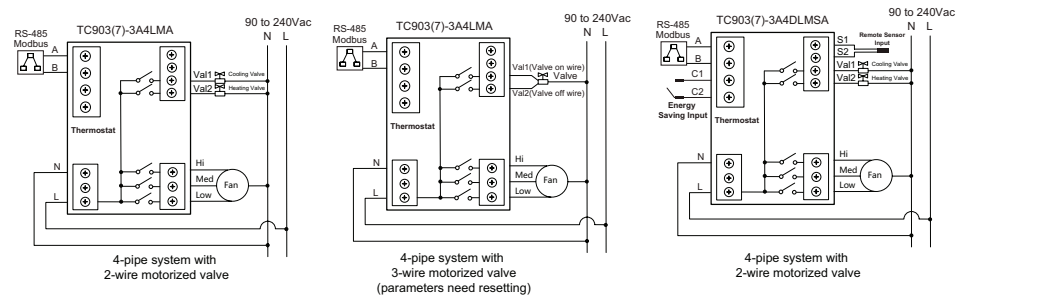 TC903(7)-3A4LMA
90 to 240Vac
N L
RS-485
Modbus
A
B
Val1
Cooling Valve
Val2
Heating Valve
Thermostat
N
L
Hi
Med
Low
Fan
4-pipe system with
2-wire motorized valve
TC903(7)-3A4LMA
90 to 240Vac
N L
RS-485
Modbus
A
B
Val1(Valve on wire)
Valve
Val2(Valve off wire)
Thermostat
N
L
Hi
Med
Low
Fan
4-pipe system with
3-wire motorized valve
(parameters need resetting)
TC903(7)-3A4DLMSA
90 to 240Vac
N L
RS-485
Modbus
A
B
C1
C2
Energy
Saving Input
S1
S2
Remote Sensor
Input
Val1
Cooling Valve
Val2
Heating Valve
Thermostat
N
L
Hi
Med
Low
Fan
4-pipe system with
2-wire motorized valve